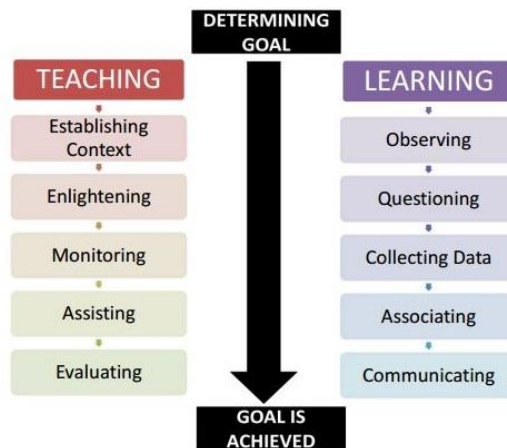 DETERMINING
GOAL
TEACHING
Establishing
Context
Enlightening
Monitoring
Assisting
Evaluating
LEARNING
Observing
Questioning
Collecting Data
Associating
Communicating
GOAL IS
ACHIEVED